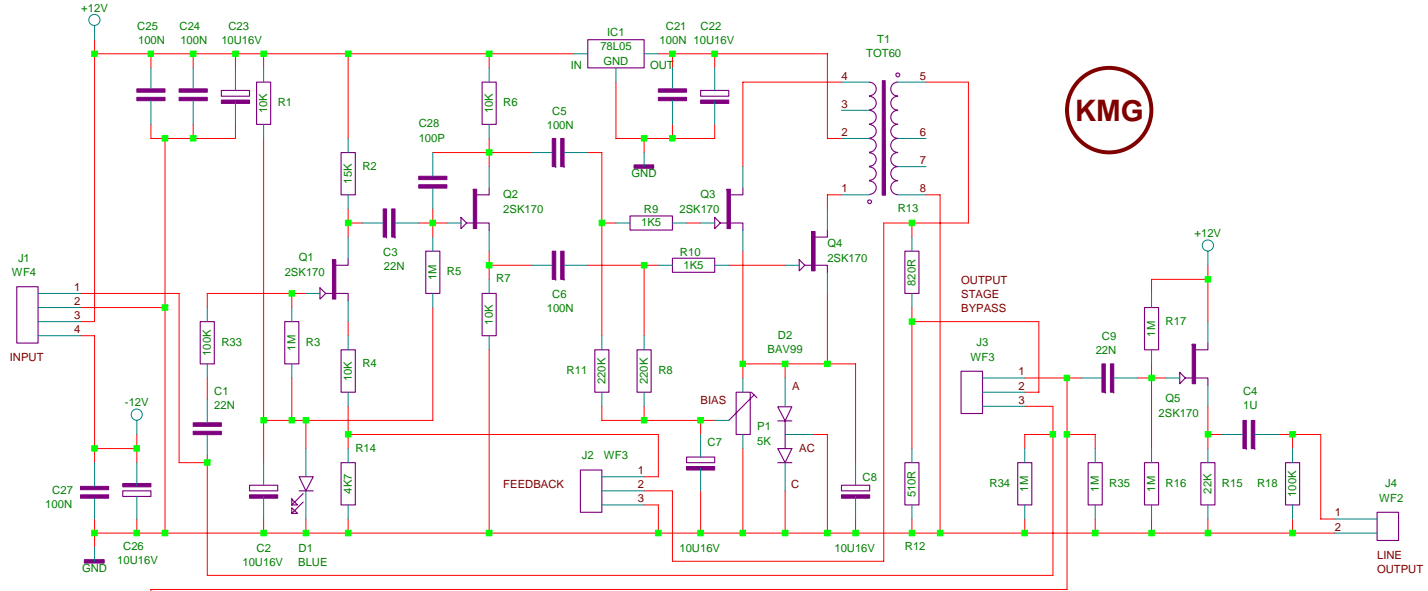 +12V
C25
100N
C24
100N
C23
10U16V
R1
10K
R2
15K
R6
10K
C28
100P
C5
100N
IC1
78L05
GND
IN
OUT
C21
100N
C22
10U16V
GND
T1
TOT60
4
3
2
1
5
6
7
8
KMG
Q1
2SK170
C3
22N
R5
1M
Q2
2SK170
R7
10K
C6
100N
R9
1K5
R10
1K5
Q3
2SK170
Q4
2SK170
R13
820R
OUTPUT
STAGE
BYPASS
+12V
J1
WF4
1
2
3
4
INPUT
R33
100K
R3
1M
R4
10K
C1
22N
-12V
C27
100N
C26
10U16V
GND
C2
10U16V
D1
BLUE
R14
4K7
R11
220K
R8
220K
FEEDBACK
J2 WF3
1
2
3
BIAS
P1
5K
D2
BAV99
A
AC
C
C7
10U16V
C8
10U16V
510R
R12
J3
WF3
1
2
3
C9
22N
R17
1M
Q5
2SK170
C4
1U
R34
1M
R35
1M
R16
1M
R15
22K
R18
100K
J4
WF2
1
2
LINE
OUTPUT